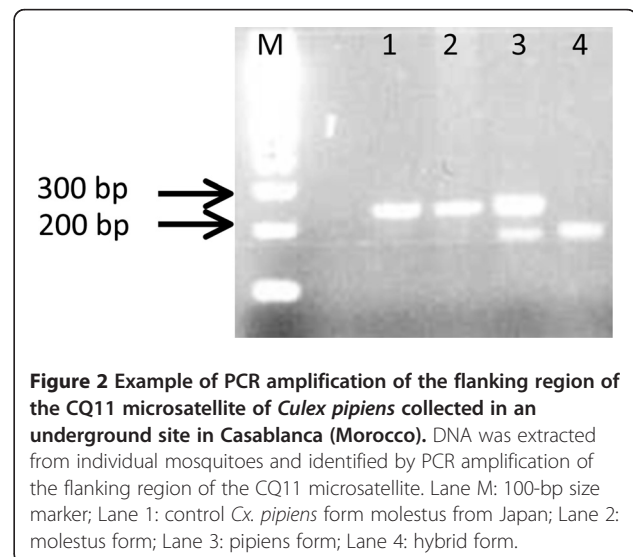 M 1 2 3 4
300 bp
200 bp
Figure 2 Example of PCR amplification of the flanking region of
the CQ11 microsatellite of Culex pipiens collected in an
underground site in Casablanca (Morocco). DNA was extracted
from individual mosquitoes and identified by PCR amplification of
the flanking region of the CQ11 microsatellite. Lane M: 100-bp size
marker; Lane 1: control Cx. pipiens form molestus from Japan; Lane 2:
molestus form; Lane 3: pipiens form; Lane 4: hybrid form.